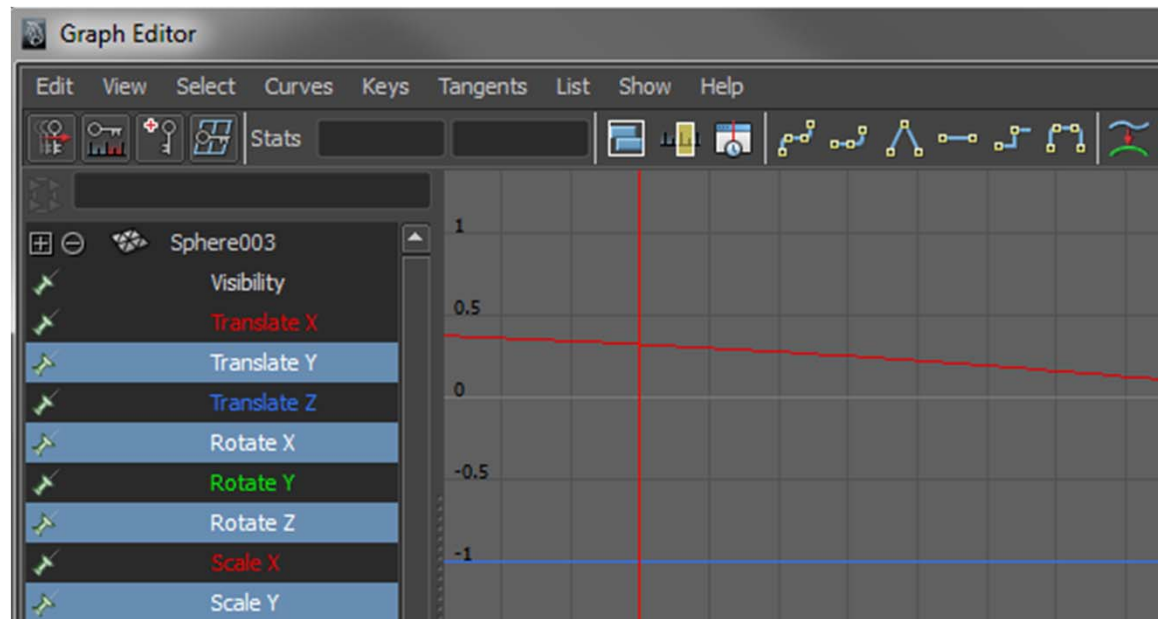 Graph Editor
Edit View Select Curves Keys Tangents List Show Help
Stats
Sphere003
Visibility
Translate X
Translate Y
Translate Z
Rotate X
Rotate Y
Rotate Z
Scale X
Scale Y
1
0.5
0
-0.5
-1